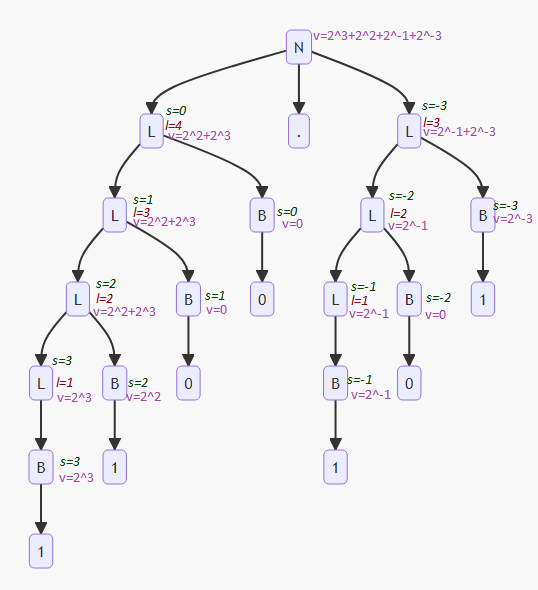 N v=2^3+2^2+2^-1+2^-3
s=0 s=-3
L l=4 v=2^2+2^3 . L l=3 v=2^-1+2^-3
s=1 s=-2
L l=3 v=2^2+2^3 B s=0 v=0 L l=2 v=2^-1 B s=-3 v=2^-3
s=2
L l=2 v=2^2+2^3 B s=1 v=0 0 L s=-1 l=1 v=2^-1 B s=-2 v=0 1
s=3
L l=1 v=2^3 B s=2 v=2^2 0 B s=-1 v=2^-1 0
B s=3 v=2^3 1 1
1